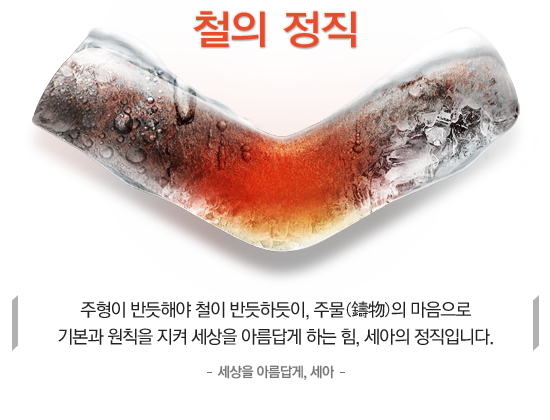 철의 정직
주형이 반듯해야 철이 반듯하듯이, 주물(鑄物)의 마음으로
기본과 원칙을 지켜 세상을 아름답게 하는 힘, 세아의 정직입니다.
- 세상을 아름답게, 세아 -